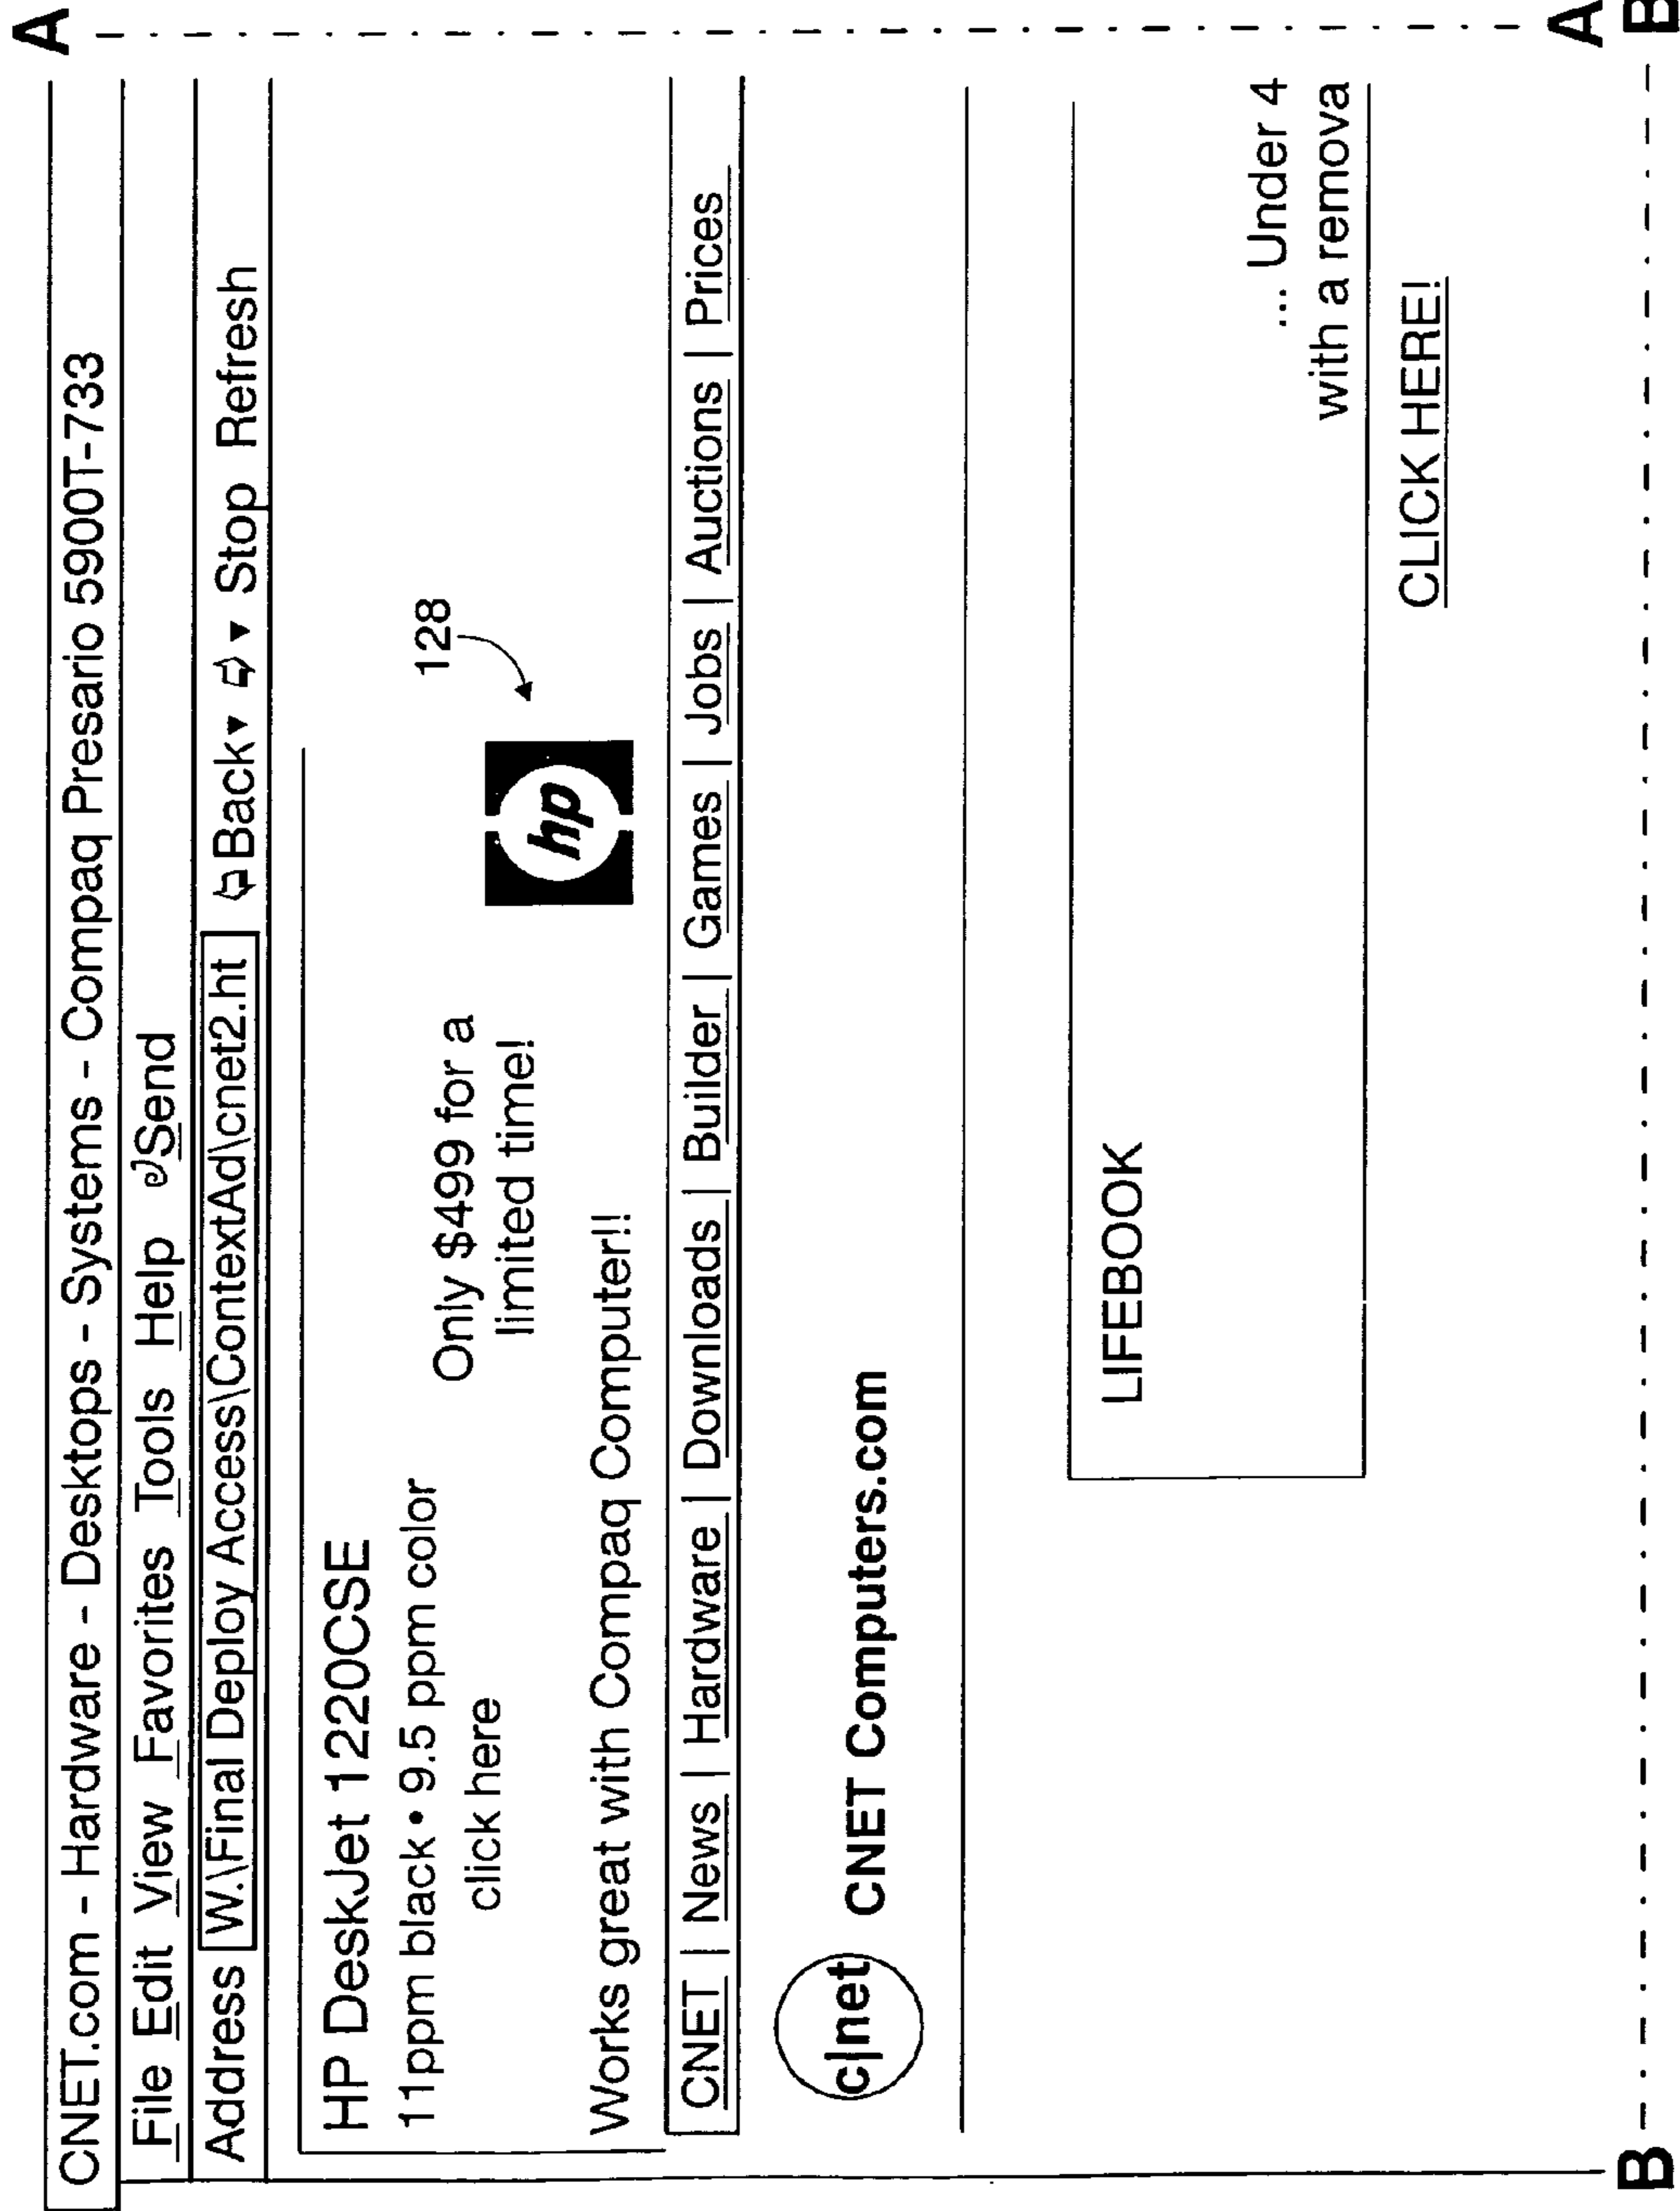 CNET.com - Hardware - Desktops - Systems - Compaq Presario 5900T-733
File Edit View Favorites Tools Help Send
Address W.\Final Deploy Access\ContextAd\cnet2.ht Back Stop Refresh
HP DeskJet 1220CSE
11ppm black • 9.5 ppm color
click here
Only $499 for a
limited time!
128
hp
Works great with Compaq Computer!!
CNET | News | Hardware | Downloads | Builder | Games | Jobs | Auctions | Prices
c|net CNET Computers.com
LIFEBOOK
... Under 4
with a remova
CLICK HERE!
A
A
B
B